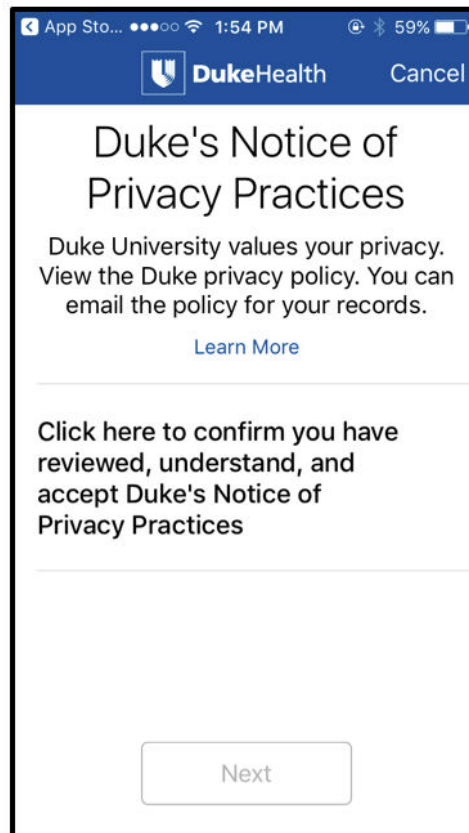 App Sto... 1:54 PM 59%
DukeHealth Cancel
Duke's Notice of
Privacy Practices
Duke University values your privacy.
View the Duke privacy policy. You can
email the policy for your records.
Learn More
Click here to confirm you have
reviewed, understand, and
accept Duke's Notice of
Privacy Practices
Next